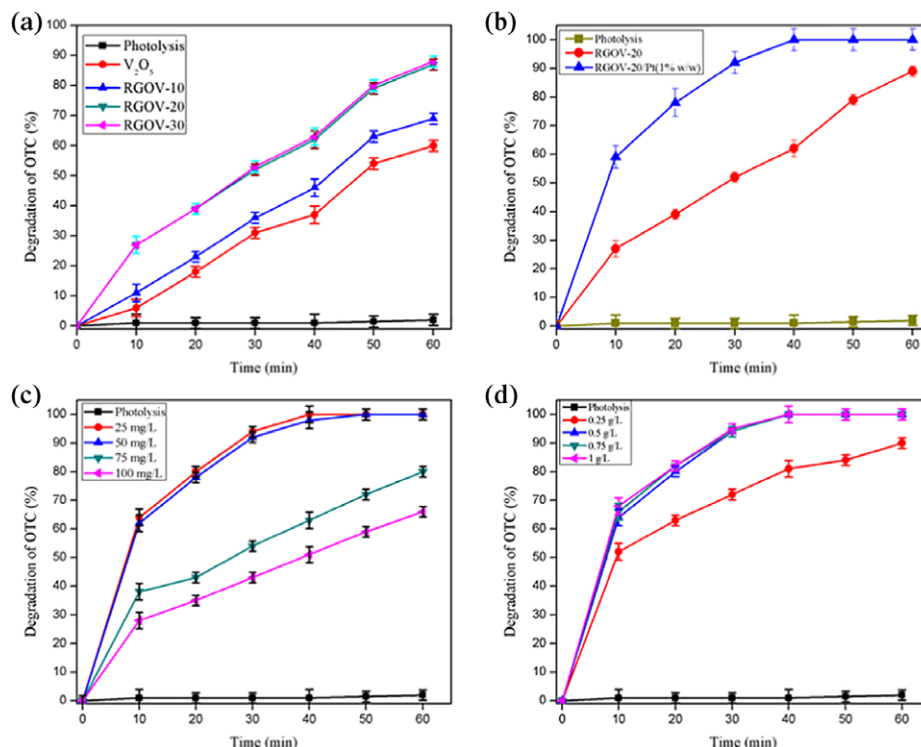 (a)
Degradation of OTC (%)
100
90
80
70
60
50
40
30
20
10
0
Photolysis
V2O5
RGOV-10
RGOV-20
RGOV-30
0 10 20 30 40 50 60
Time (min)
(b)
Degradation of OTC (%)
100
90
80
70
60
50
40
30
20
10
0
Photolysis
RGOV-20
RGOV-20/Pt(1% w/w)
0 10 20 30 40 50 60
Time (min)
(c)
Degradation of OTC (%)
100
90
80
70
60
50
40
30
20
10
0
Photolysis
25 mg/L
50 mg/L
75 mg/L
100 mg/L
0 10 20 30 40 50 60
Time (min)
(d)
Degradation of OTC (%)
100
90
80
70
60
50
40
30
20
10
0
Photolysis
0.25 g/L
0.5 g/L
0.75 g/L
1 g/L
0 10 20 30 40 50 60
Time (min)